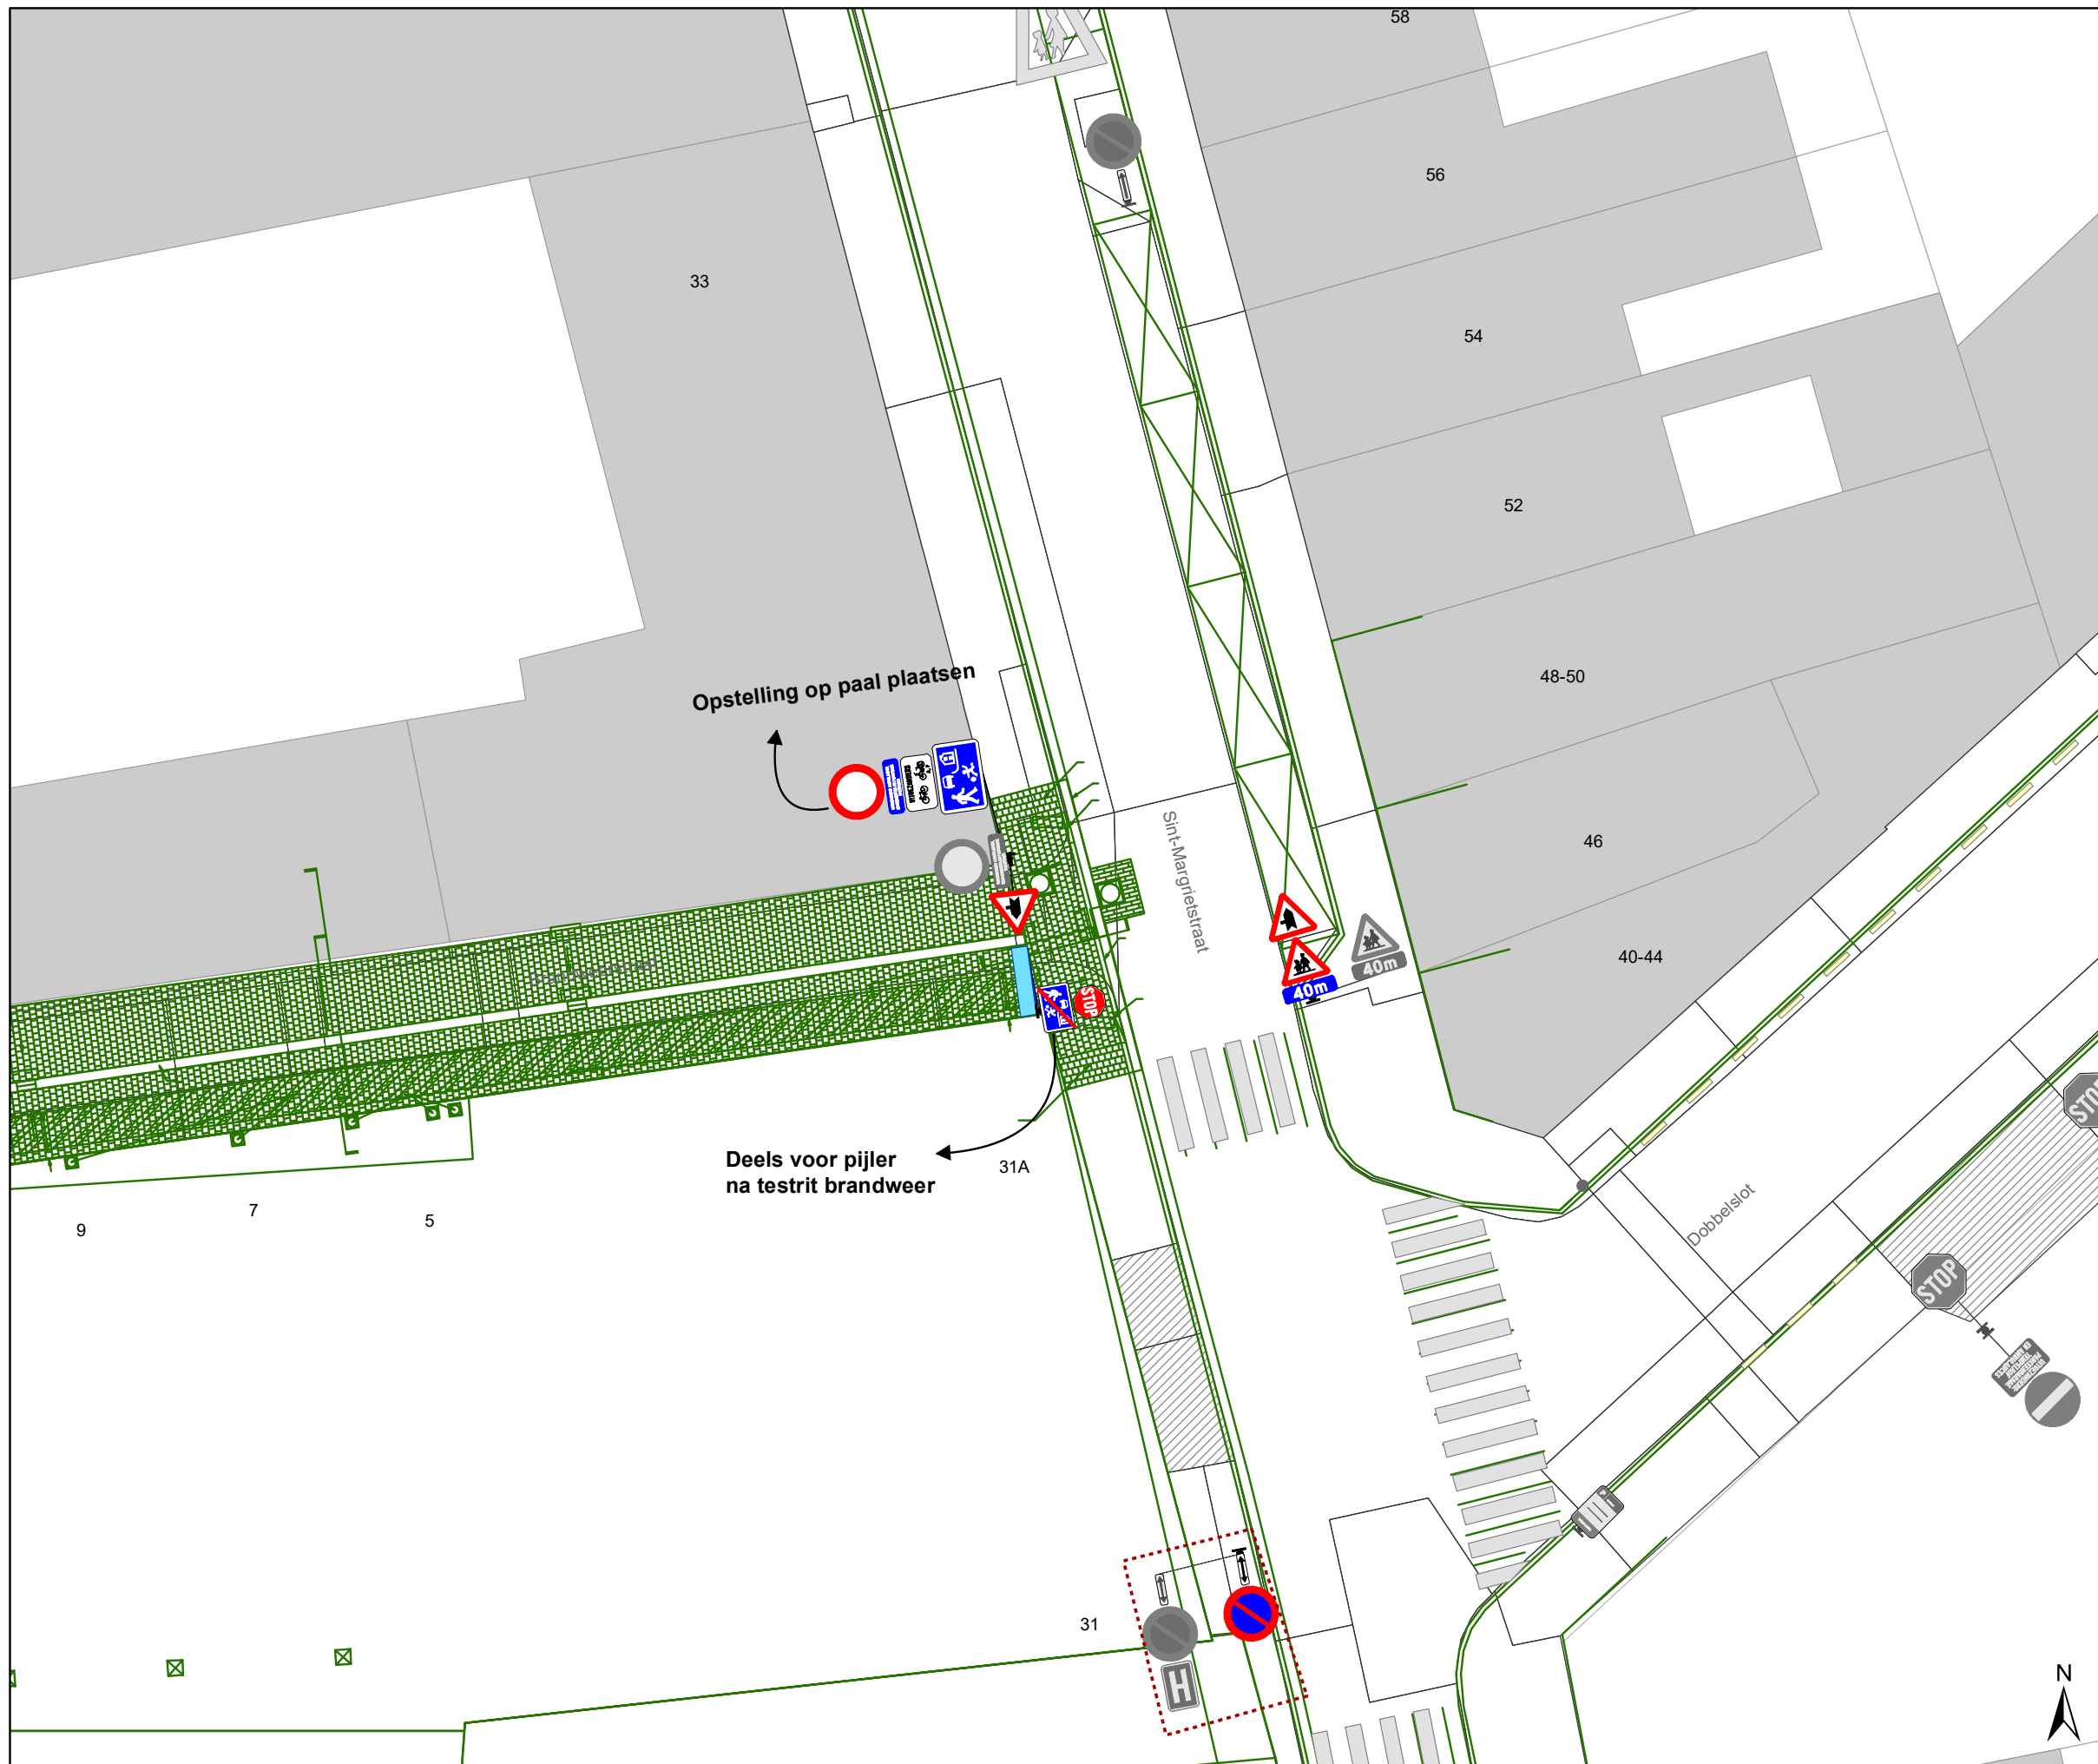 58
56
33
54
52
Opstelling op paal plaatsen
48-50
Sint-Margrietstraat
46
40m
40m
40-44
STOP
STOP
Deels voor pijler
na testrit brandweer
31A
9
7
5
Dobbelslot
STOP
31
H
N